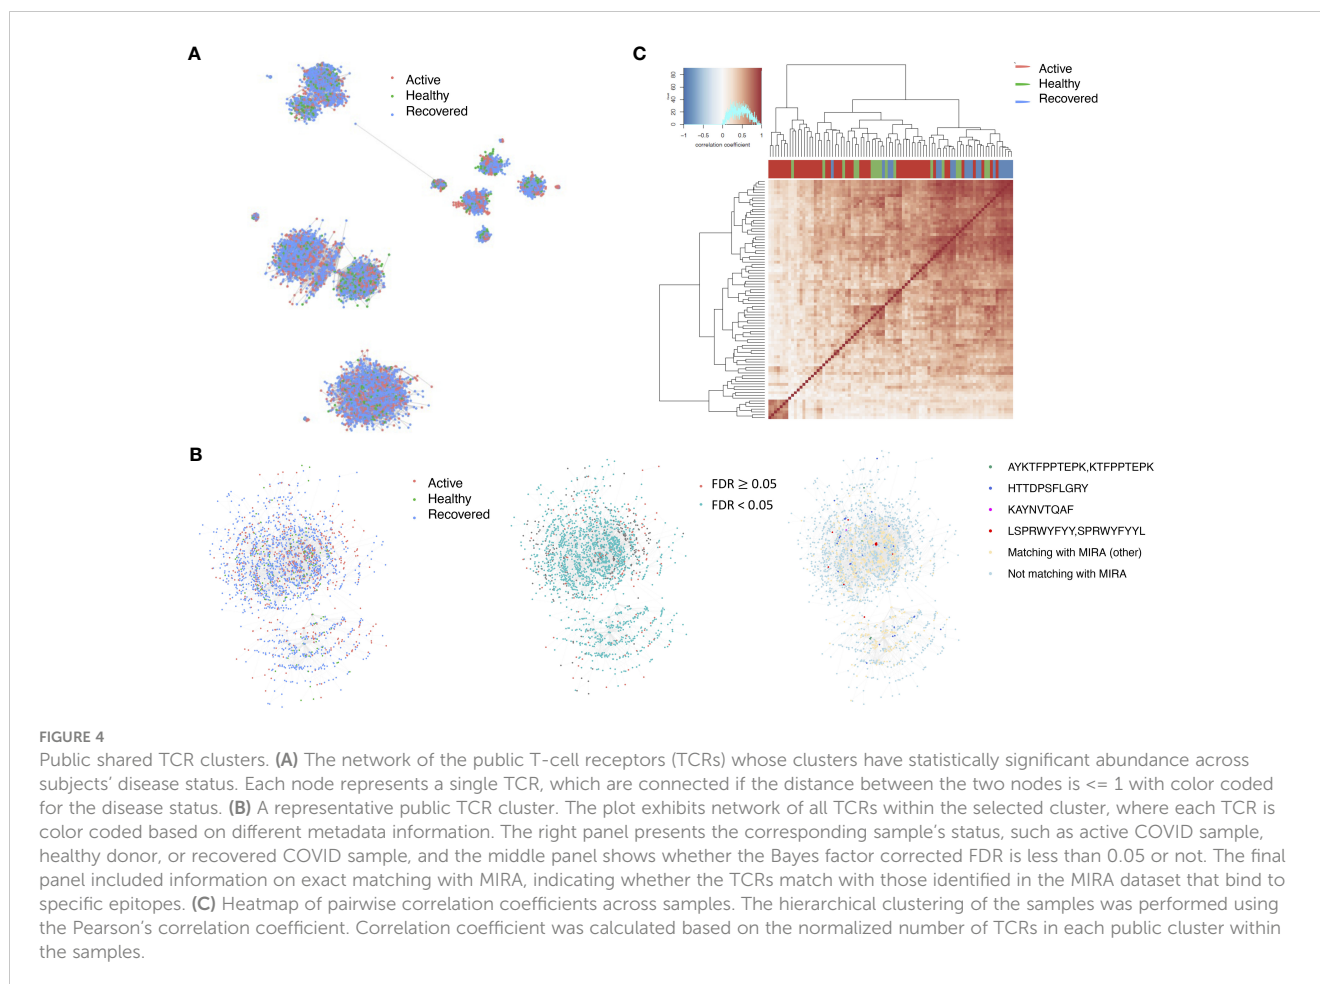 A
Active
Healthy
Recovered
C
80
60
40
20
0
−1
−0.5
0
0.5
1
correlation coefficient
Active
Healthy
Recovered
B
Active
Healthy
Recovered
FDR ≥ 0.05
FDR < 0.05
AYKTFPPTEPK,KTFPPTEPK
HTTDPSFLGRY
KAYNVTQAF
LSPRWYFYY,SPRWYFYYL
Matching with MIRA (other)
Not matching with MIRA
FIGURE 4
Public shared TCR clusters. (A) The network of the public T-cell receptors (TCRs) whose clusters have statistically significant abundance across
subjects’ disease status. Each node represents a single TCR, which are connected if the distance between the two nodes is <= 1 with color coded
for the disease status. (B) A representative public TCR cluster. The plot exhibits network of all TCRs within the selected cluster, where each TCR is
color coded based on different metadata information. The right panel presents the corresponding sample’s status, such as active COVID sample,
healthy donor, or recovered COVID sample, and the middle panel shows whether the Bayes factor corrected FDR is less than 0.05 or not. The final
panel included information on exact matching with MIRA, indicating whether the TCRs match with those identified in the MIRA dataset that bind to
specific epitopes. (C) Heatmap of pairwise correlation coefficients across samples. The hierarchical clustering of the samples was performed using
the Pearson’s correlation coefficient. Correlation coefficient was calculated based on the normalized number of TCRs in each public cluster within
the samples.